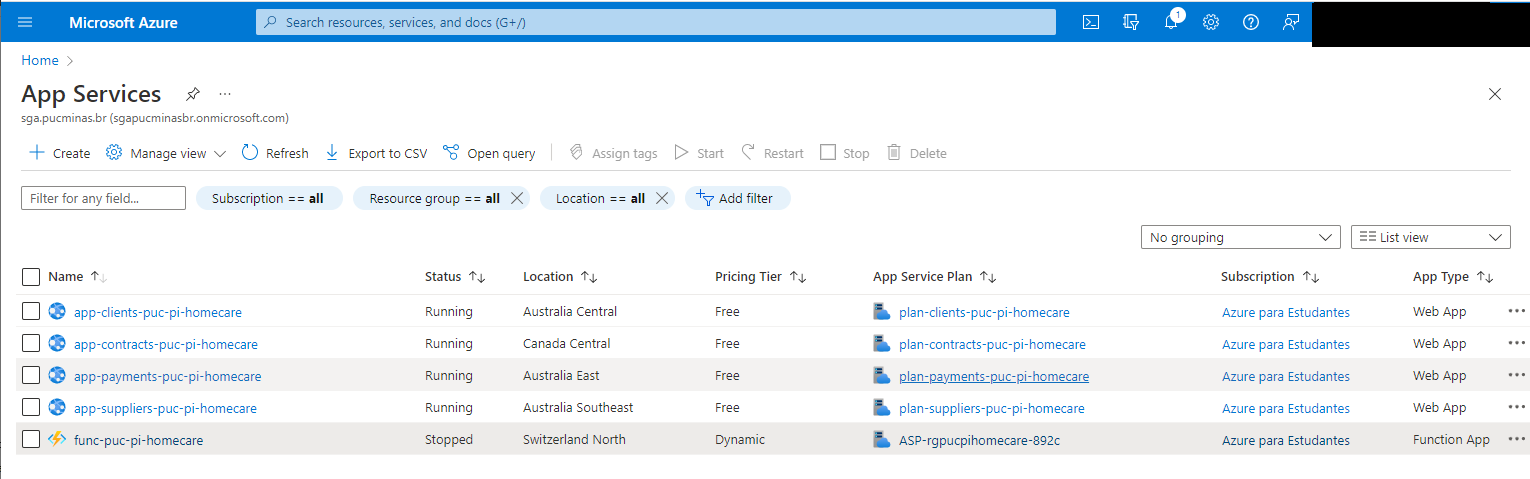 Microsoft Azure Search resources, services, and docs (G+/) 1
Home
App Services ...
sga.pucminas.br (sgapucminasbr.onmicrosoft.com)
Create Manage view Refresh Export to CSV Open query Assign tags Start Restart Stop Delete
Filter for any field... Subscription == all Resource group == all Location == all Add filter
No grouping List view
Name Status Location Pricing Tier App Service Plan Subscription App Type
app-clients-puc-pi-homecare Running Australia Central Free plan-clients-puc-pi-homecare Azure para Estudantes Web App ...
app-contracts-puc-pi-homecare Running Canada Central Free plan-contracts-puc-pi-homecare Azure para Estudantes Web App ...
app-payments-puc-pi-homecare Running Australia East Free plan-payments-puc-pi-homecare Azure para Estudantes Web App ...
app-suppliers-puc-pi-homecare Running Australia Southeast Free plan-suppliers-puc-pi-homecare Azure para Estudantes Web App ...
func-puc-pi-homecare Stopped Switzerland North Dynamic ASP-rgpucpihomecare-892c Azure para Estudantes Function App ...